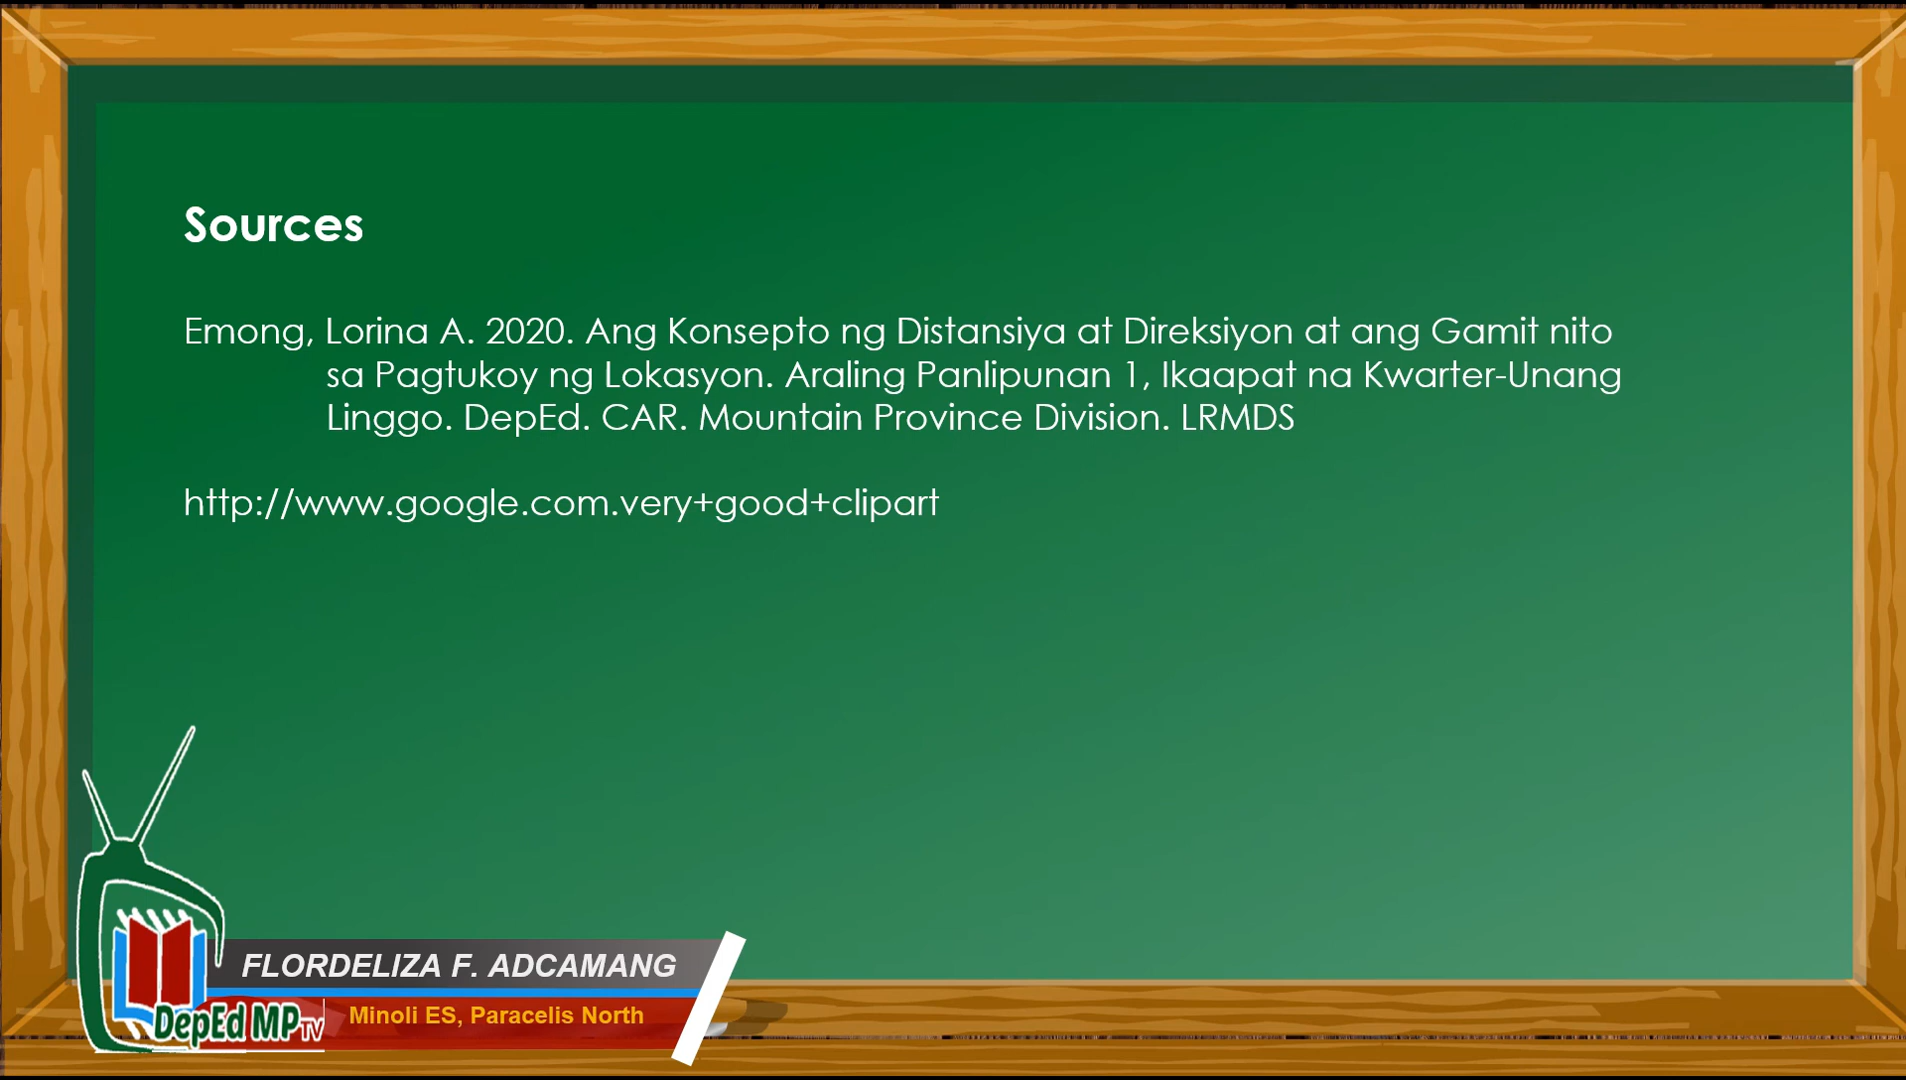 Sources
Emong, Lorina A. 2020. Ang Konsepto ng Distansiya at Direksiyon at ang Gamit nito
sa Pagtukoy ng Lokasyon. Araling Panlipunan 1, Ikaapat na Kwarter-Unang
Linggo. DepEd. CAR. Mountain Province Division. LRMDS
http://www.google.com.very+good+clipart
FLORDELIZA F. ADCAMANG
Minoli ES, Paracelis North
DepEd MP TV